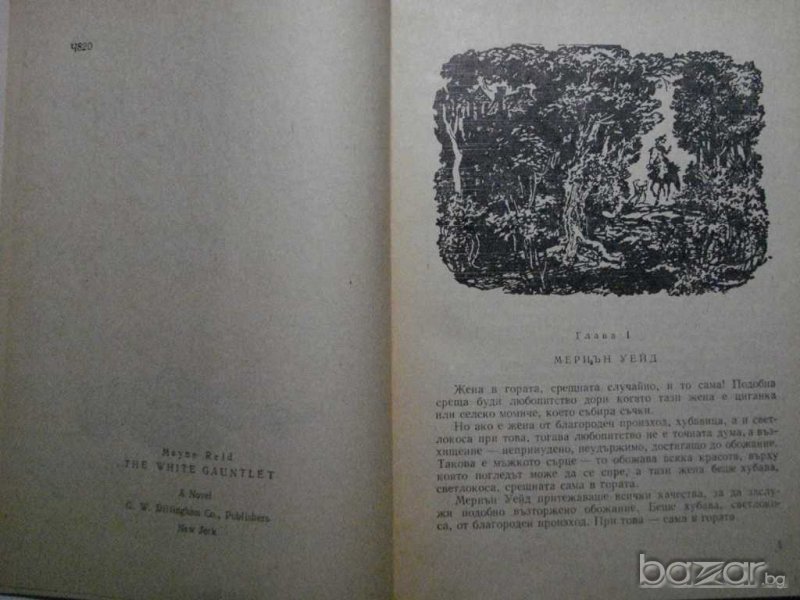 Ч820
Mayne Reid
THE WHITE GAUNTLET
A Novel
G. W. Dillingham Co., Publishers
New Jork
Глава I
МЕРИЪН УЕЙД
Жена в гората, срещната случайно, и то сама! Подобна
среща буди любопитство дори когато тази жена е циганка
или селско момиче, което събира съчки.
Но ако е жена от благороден произход, хубавица, а и свет-
локоса при това, тогава любопитство не е точната дума, а въз-
хищение — непринудено, неудържимо, достигащо до обожание.
Такова е мъжкото сърце — то обожава всяка красота, върху
която погледът може да се спре, а тази жена беше хубава,
светлокоса, срещната сама в гората.
Мериън Уейд притежаваше всички качества, за да заслу-
жи подобно възторжено обожание. Беше хубава, светлоко-
са, от благороден произход. При това — сама в гората.
bazar.bg